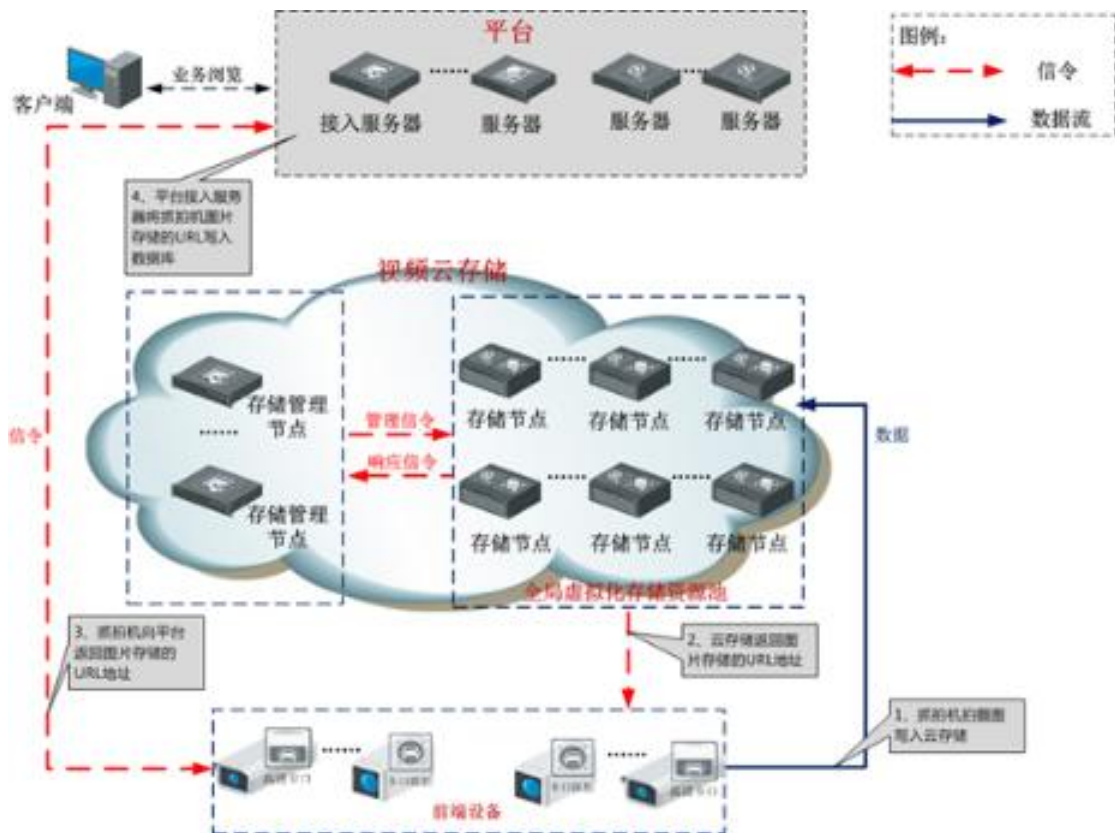 平台
图例：
信令
数据流
客户端
业务浏览
接入服务器
服务器
服务器
服务器
4、平台接入服务
器将抓拍机图片
存储的URL写入
数据库
视频云存储
存储管理
节点
存储管理
节点
管理信令
响应信令
存储节点
存储节点
存储节点
存储节点
存储节点
存储节点
全局虚拟化存储资源池
信令
数据
3、抓拍机向平台
返回图片存储的
URL地址
2、云存储返回图
片存储的URL地址
1、抓拍机拍摄图
写入云存储
前端设备